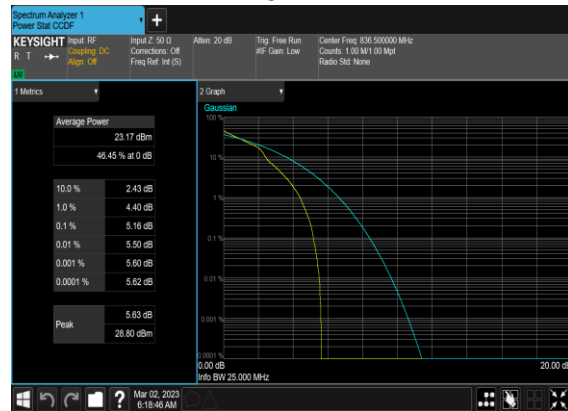 Spectrum Analyzer 1
Power Stat CCDF
+
KEYSIGHT
R T
LXI
Input: RF
Coupling: DC
Align: Off
Input Z: 50 Ω
Corrections: Off
Freq Ref: Int (S)
Atten: 20 dB
Trig: Free Run
#IF Gain: Low
Center Freq: 836.500000 MHz
Counts: 1.00 M/1.00 Mpt
Radio Std: None
1 Metrics
Average Power
23.17 dBm
46.45 % at 0 dB
10.0 % 2.43 dB
1.0 % 4.40 dB
0.1 % 5.16 dB
0.01 % 5.50 dB
0.001 % 5.60 dB
0.0001 % 5.62 dB
Peak
5.63 dB
28.80 dBm
2 Graph
Gaussian
100 %
10 %
1 %
0.1 %
0.01 %
0.001 %
0.0001 %
0.00 dB
20.00 dB
Info BW 25.000 MHz
?
Mar 02, 2023
6:18:46 AM